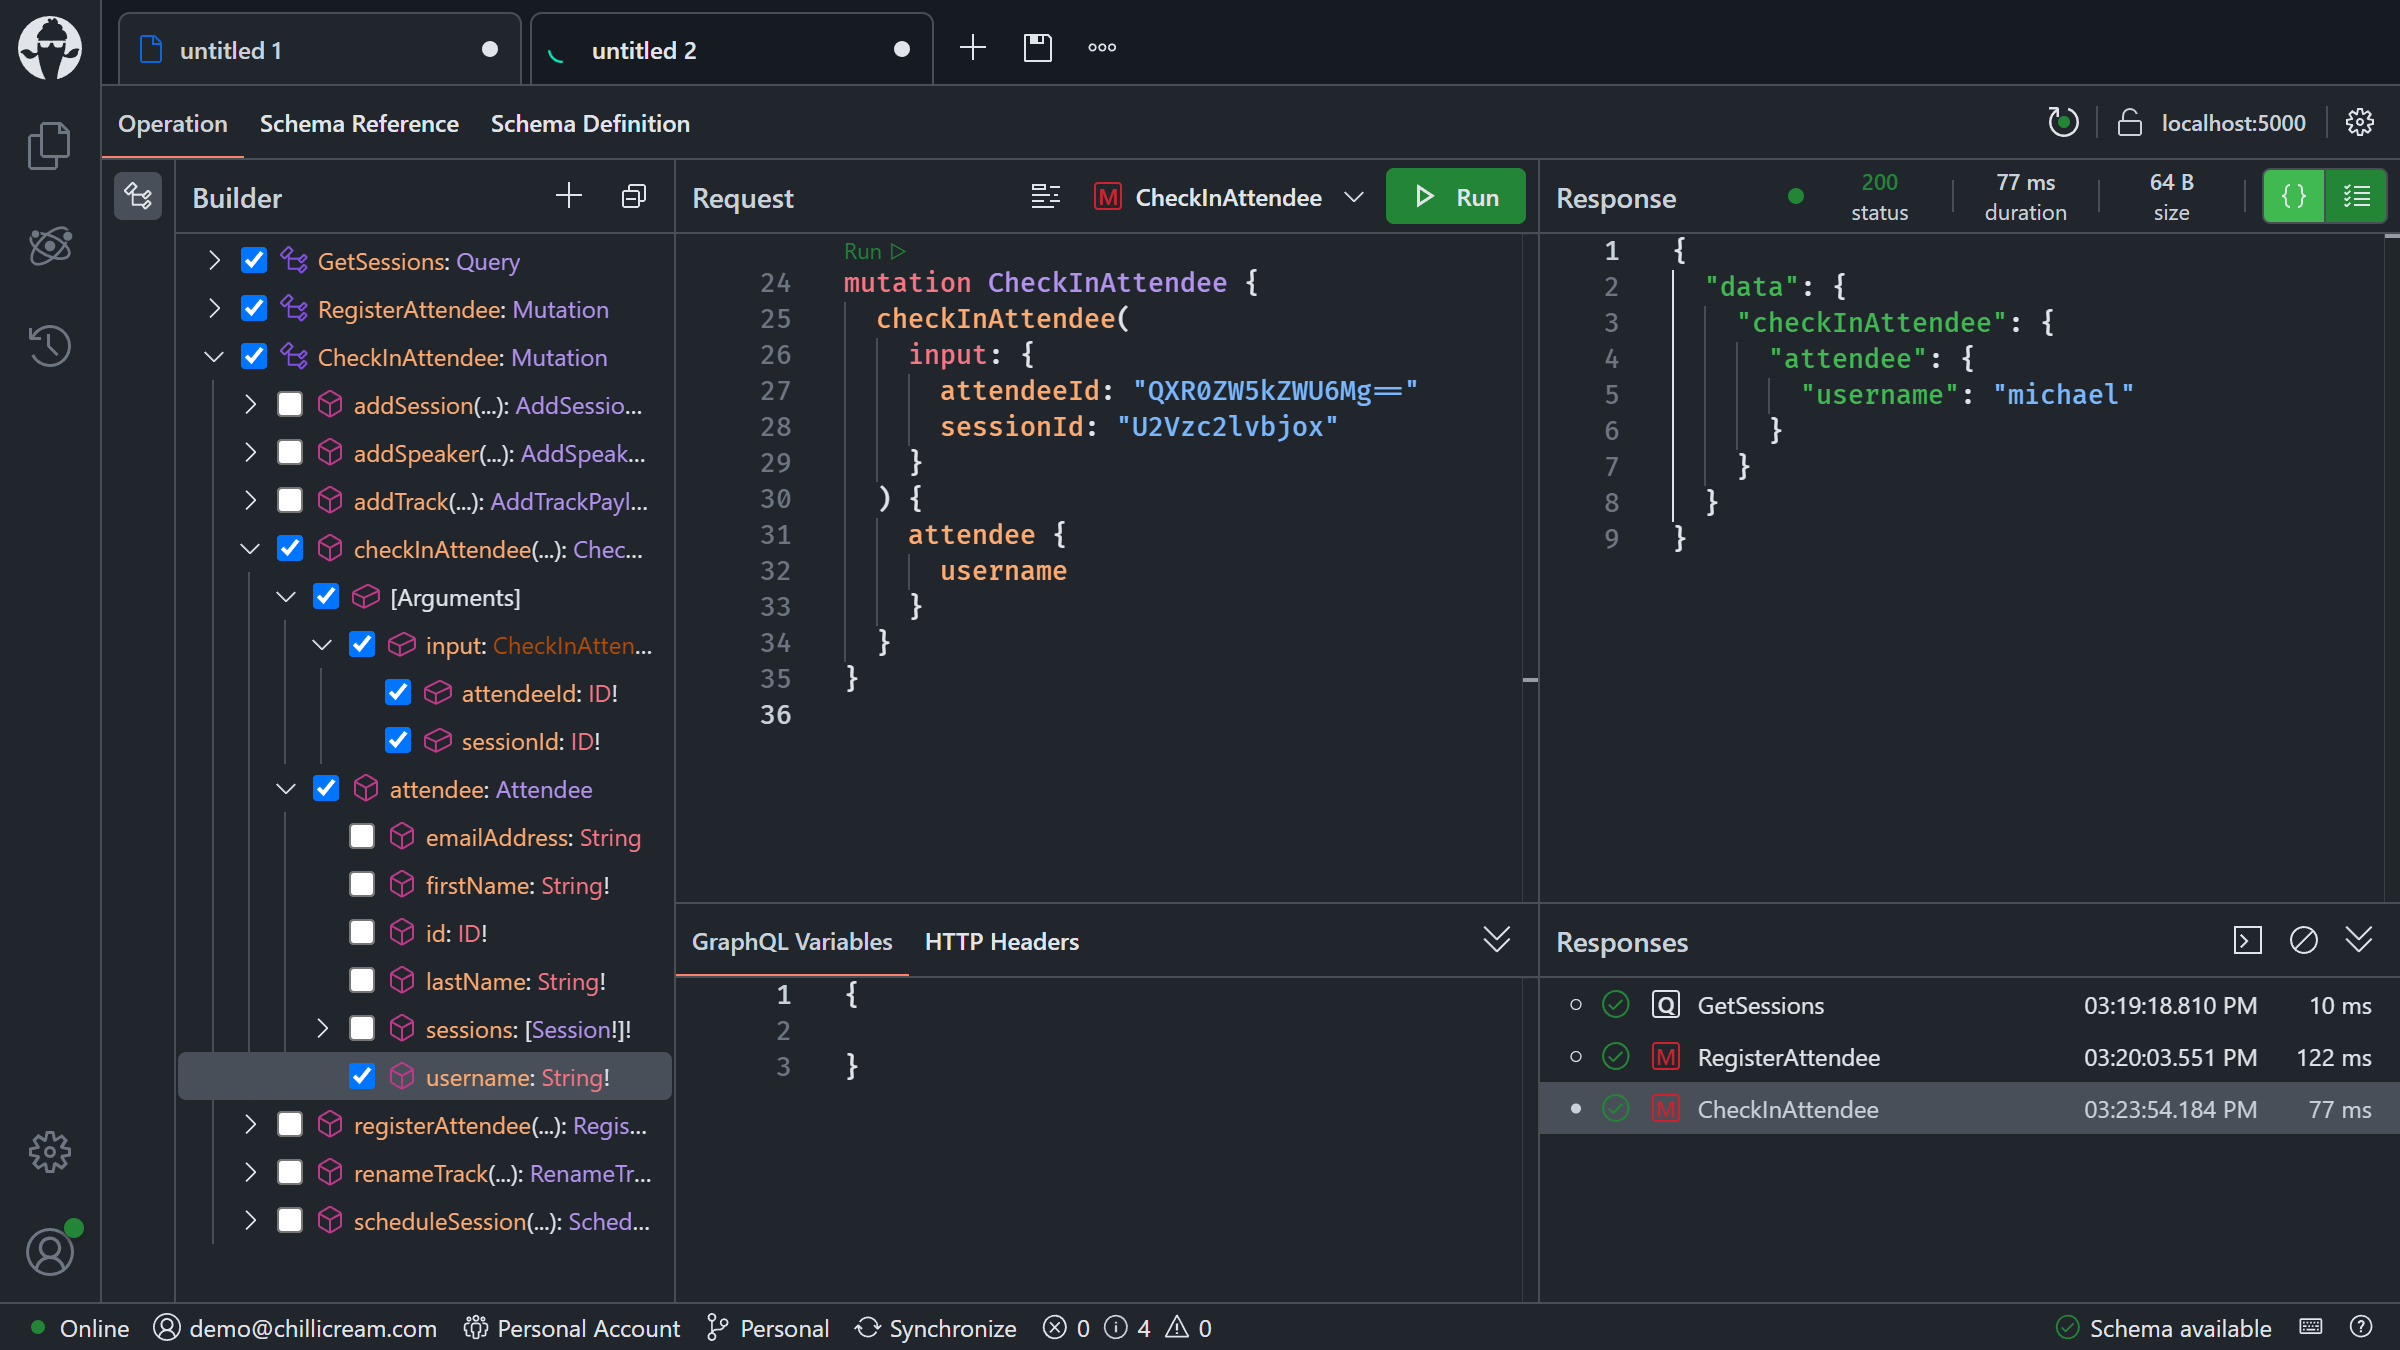 untitled 1
untitled 2
Operation
Schema Reference
Schema Definition
localhost:5000
Builder
GetSessions: Query
RegisterAttendee: Mutation
CheckInAttendee: Mutation
addSession(...): AddSessio...
addSpeaker(...): AddSpeak...
addTrack(...): AddTrackPayl...
checkInAttendee(...): Chec...
[Arguments]
input: CheckInAtten...
attendeeId: ID!
sessionId: ID!
attendee: Attendee
emailAddress: String
firstName: String!
id: ID!
lastName: String!
sessions: [Session!]!
username: String!
registerAttendee(...): Regis...
renameTrack(...): RenameTr...
scheduleSession(...): Sched...
Request
M CheckInAttendee
Run
Run
24 mutation CheckInAttendee {
25 checkInAttendee(
26 input: {
27 attendeeId: "QXR0ZW5kZWU6Mg=="
28 sessionId: "U2Vzc2lvbjox"
29 }
30 ) {
31 attendee {
32 username
33 }
34 }
35 }
36
GraphQL Variables
HTTP Headers
1 {
2
3 }
Response
200 status
77 ms duration
64 B size
{ }
1 {
2 "data": {
3 "checkInAttendee": {
4 "attendee": {
5 "username": "michael"
6 }
7 }
8 }
9 }
Responses
Q GetSessions 03:19:18.810 PM 10 ms
M RegisterAttendee 03:20:03.551 PM 122 ms
M CheckInAttendee 03:23:54.184 PM 77 ms
Online
demo@chillicream.com
Personal Account
Personal
Synchronize
0
4
0
Schema available